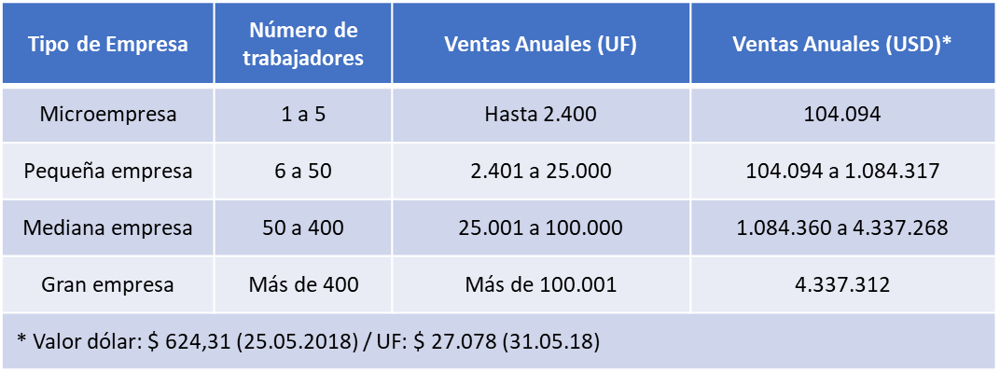 Tipo de Empresa
Número de
trabajadores
Ventas Anuales (UF)
Ventas Anuales (USD)*
Microempresa
1 a 5
Hasta 2.400
104.094
Pequeña empresa
6 a 50
2.401 a 25.000
104.094 a 1.084.317
Mediana empresa
50 a 400
25.001 a 100.000
1.084.360 a 4.337.268
Gran empresa
Más de 400
Más de 100.001
4.337.312
* Valor dólar: $ 624,31 (25.05.2018) / UF: $ 27.078 (31.05.18)